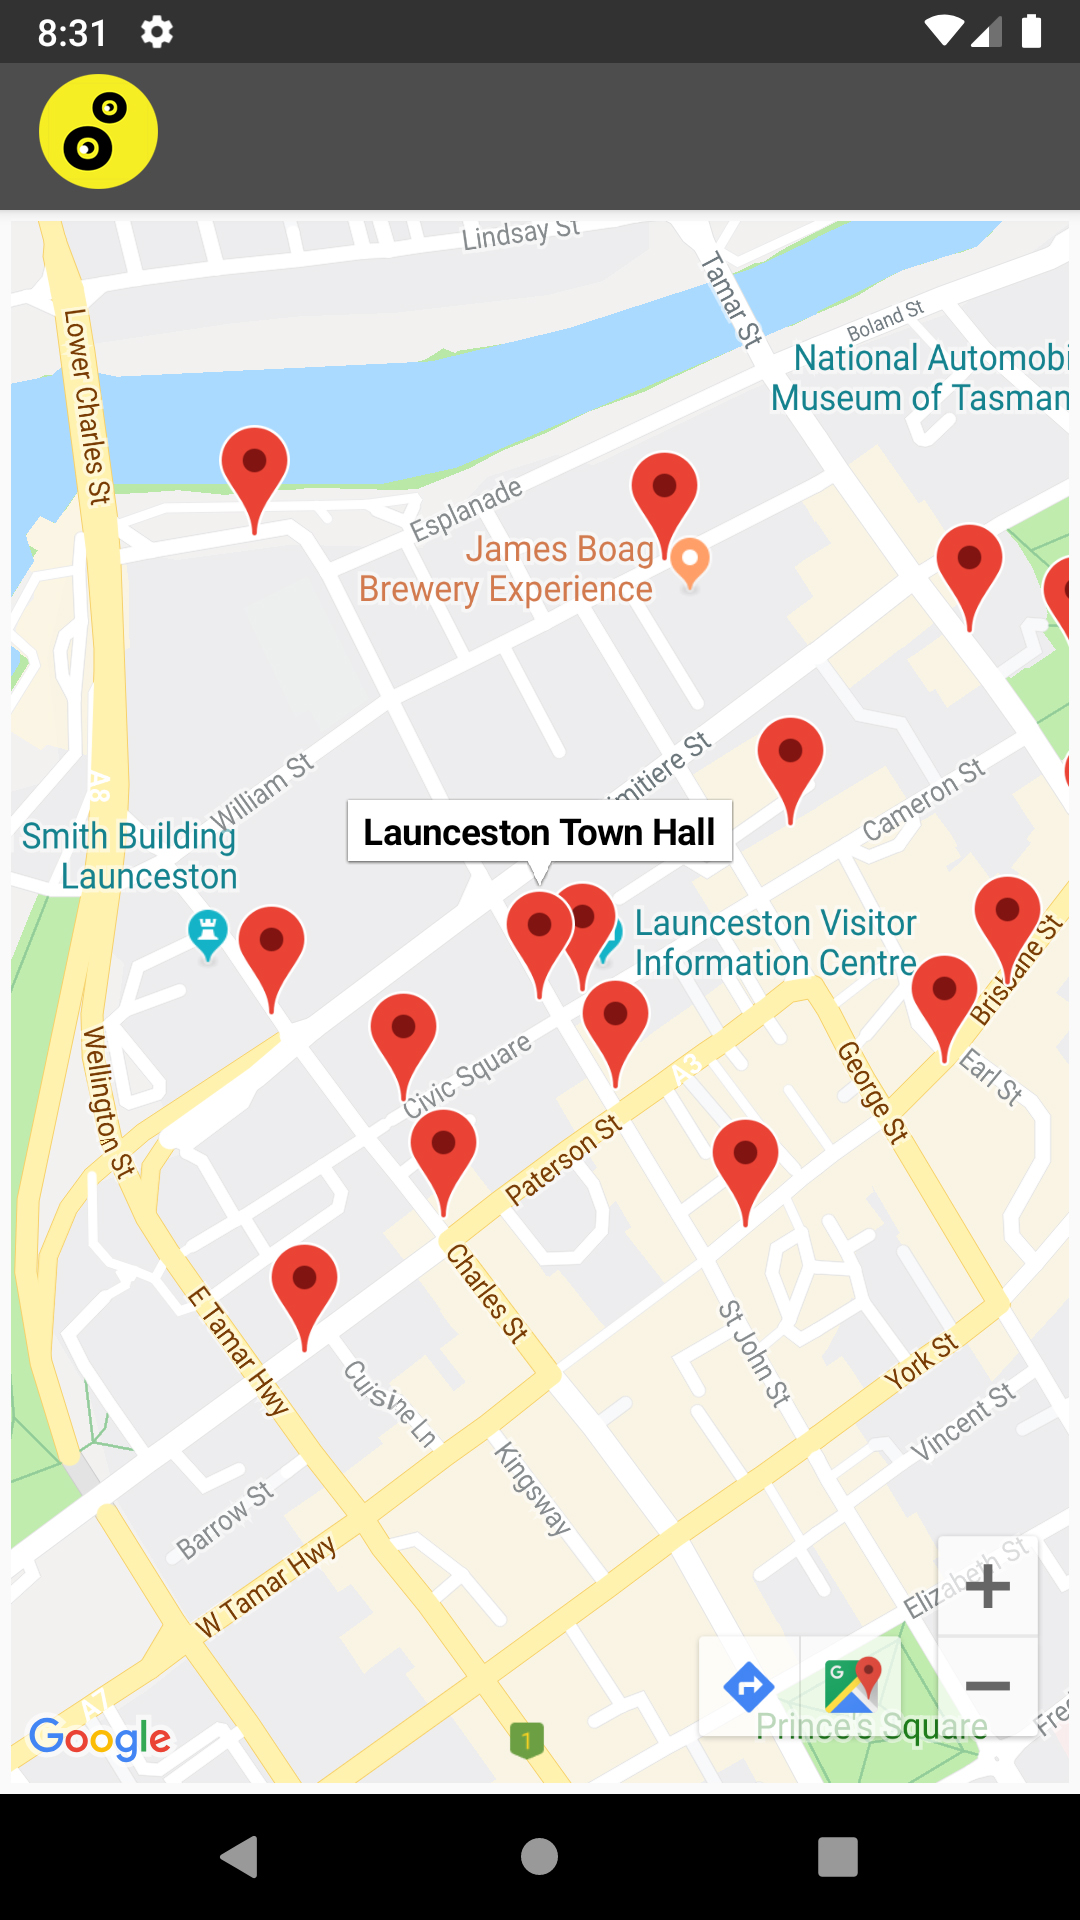 8:31
Lindsay St
Tamar St
Boland St
Lower Charles St
National Automobi
Museum of Tasman
Esplanade
James Boag
Brewery Experience
imitiere St
William St
A8
Cameron St
Launceston Town Hall
Smith Building
Launceston
Launceston Visitor
Information Centre
Brisbane St
Civic Square
A3
George St
Earl St
Wellington St
Paterson St
Charles St
E Tamar Hwy
St John St
York St
Cuisine Ln
Vincent St
Kingsway
Barrow St
W Tamar Hwy
Elizabeth St
A7
G
Prince's Square
Fre
Google
1